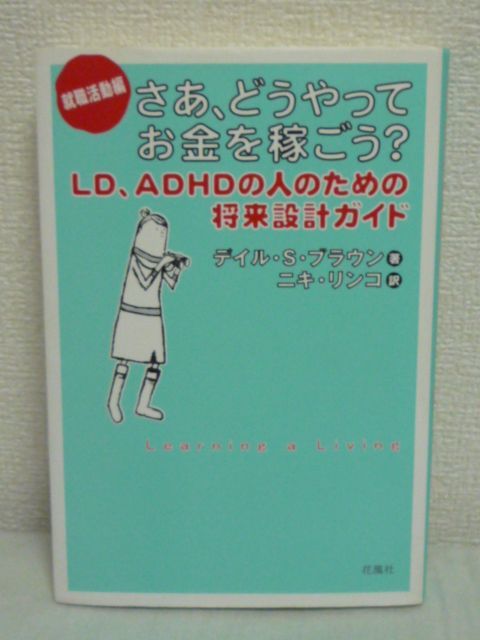 就職活動編
さあ、どうやって
お金を稼ごう?
LD、ADHDの人のための
将来設計ガイド
デイル・S・ブラウン 著
ニキ・リンコ 訳
Learning a Living
花風社